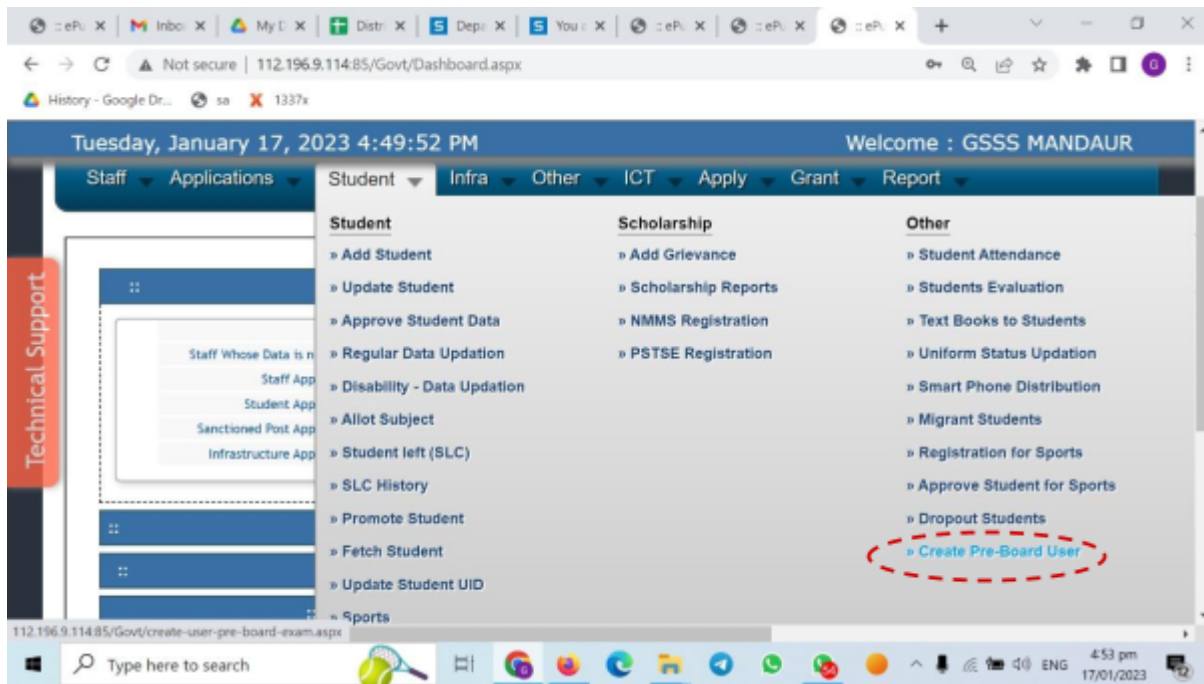 :: ePu
Inbo
My D
Distri
Depa
You a
:: ePu
:: ePu
:: ePu
Not secure | 112.196.9.114:85/Govt/Dashboard.aspx
G
History - Google Dr...
sa
1337x
Tuesday, January 17, 2023 4:49:52 PM
Welcome : GSSS MANDAUR
Staff Applications Student Infra Other ICT Apply Grant Report
Technical Support
Staff Whose Data is n
Staff App
Student App
Sanctioned Post App
Infrastructure App
Student
» Add Student
» Update Student
» Approve Student Data
» Regular Data Updation
» Disability - Data Updation
» Allot Subject
» Student left (SLC)
» SLC History
» Promote Student
» Fetch Student
» Update Student UID
» Sports
Scholarship
» Add Grievance
» Scholarship Reports
» NMMS Registration
» PSTSE Registration
Other
» Student Attendance
» Students Evaluation
» Text Books to Students
» Uniform Status Updation
» Smart Phone Distribution
» Migrant Students
» Registration for Sports
» Approve Student for Sports
» Dropout Students
» Create Pre-Board User
112.196.9.114:85/Govt/create-user-pre-board-exam.aspx
Type here to search
ENG
4:53 pm
17/01/2023